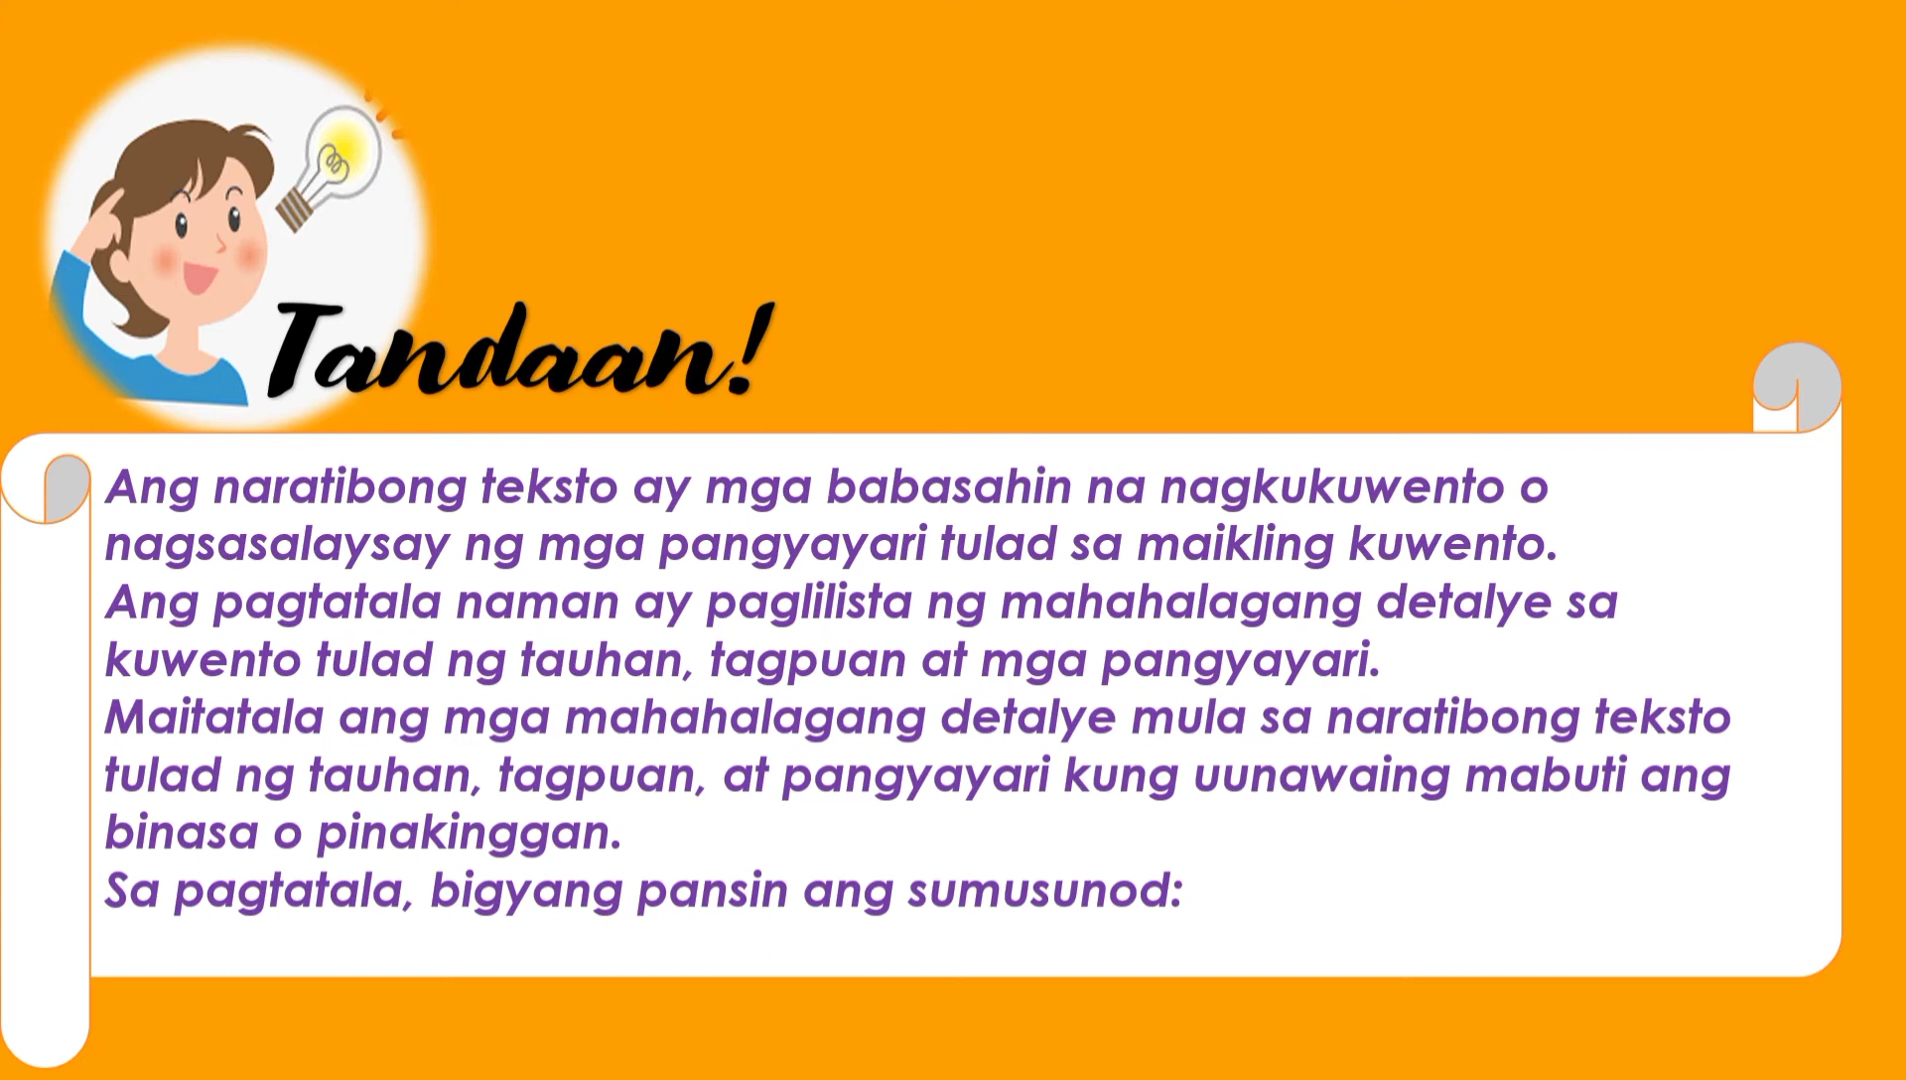 Tandaan!
Ang naratibong teksto ay mga babasahin na nagkukuwento o
nagsasalaysay ng mga pangyayari tulad sa maikling kuwento.
Ang pagtatala naman ay paglilista ng mahahalagang detalye sa
kuwento tulad ng tauhan, tagpuan at mga pangyayari.
Maitatala ang mga mahahalagang detalye mula sa naratibong teksto
tulad ng tauhan, tagpuan, at pangyayari kung uunawaing mabuti ang
binasa o pinakinggan.
Sa pagtatala, bigyang pansin ang sumusunod: